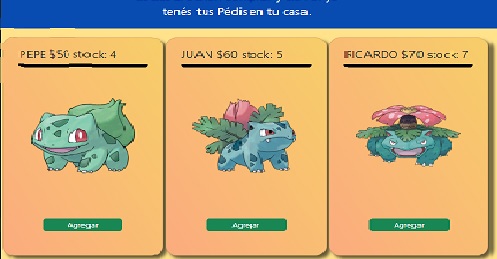 tenés tus Pédis en tu casa.
PEPE $50 stock: 4
JUAN $60 stock: 5
RICARDO $70 stock: 7
Agregar
Agregar
Agregar